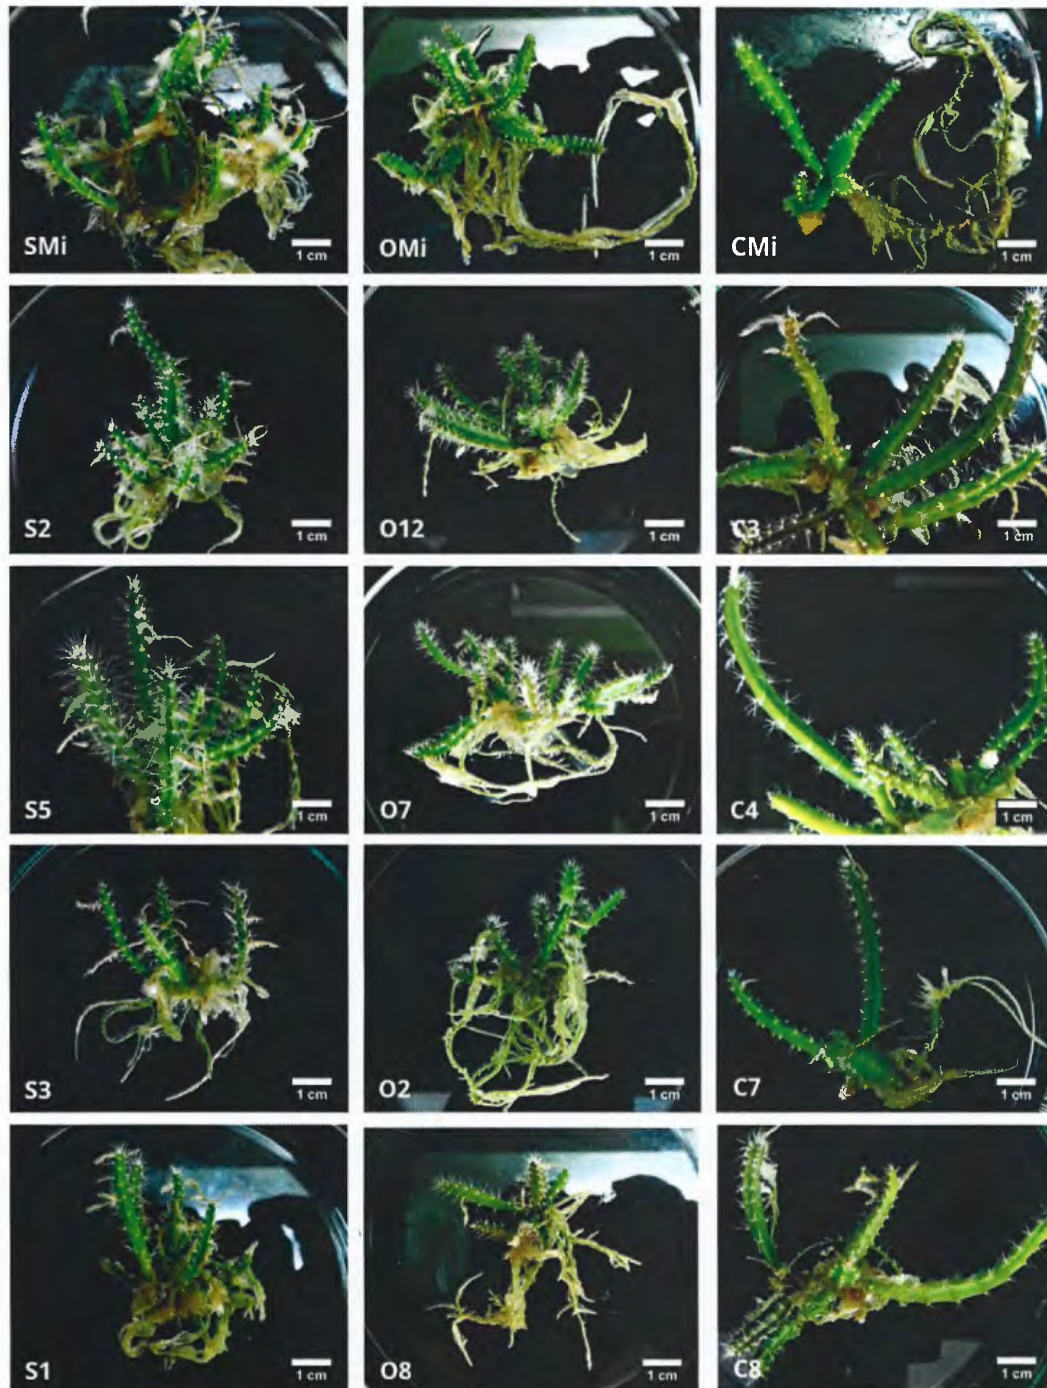 SMi 1 cm
OMi 1 cm
CMi 1 cm
S2 1 cm
O12 1 cm
C3 1 cm
S5 1 cm
O7 1 cm
C4 1 cm
S3 1 cm
O2 1 cm
C7 1 cm
S1 1 cm
O8 1 cm
C8 1 cm